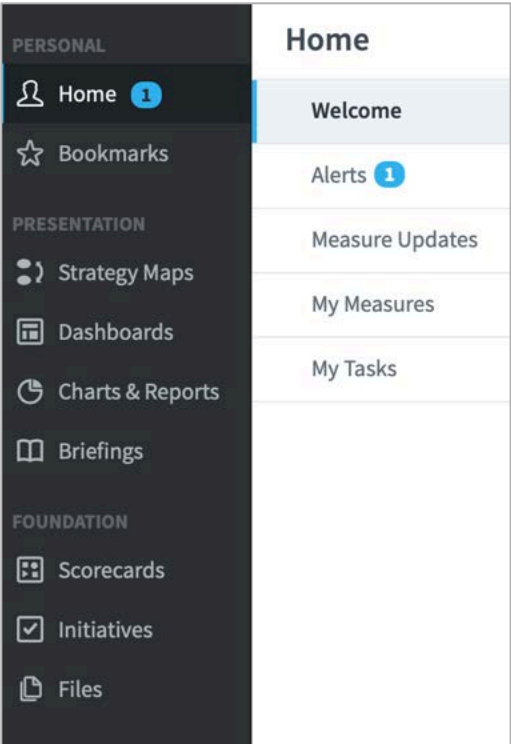 PERSONAL
Home 1
Bookmarks
PRESENTATION
Strategy Maps
Dashboards
Charts & Reports
Briefings
FOUNDATION
Scorecards
Initiatives
Files
Home
Welcome
Alerts 1
Measure Updates
My Measures
My Tasks